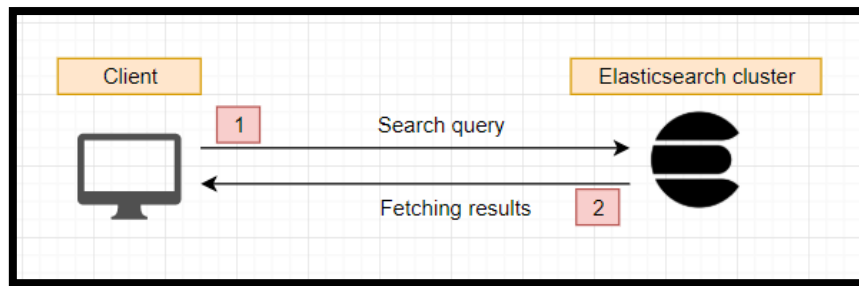 Client
Elasticsearch cluster
1
Search query
Fetching results
2